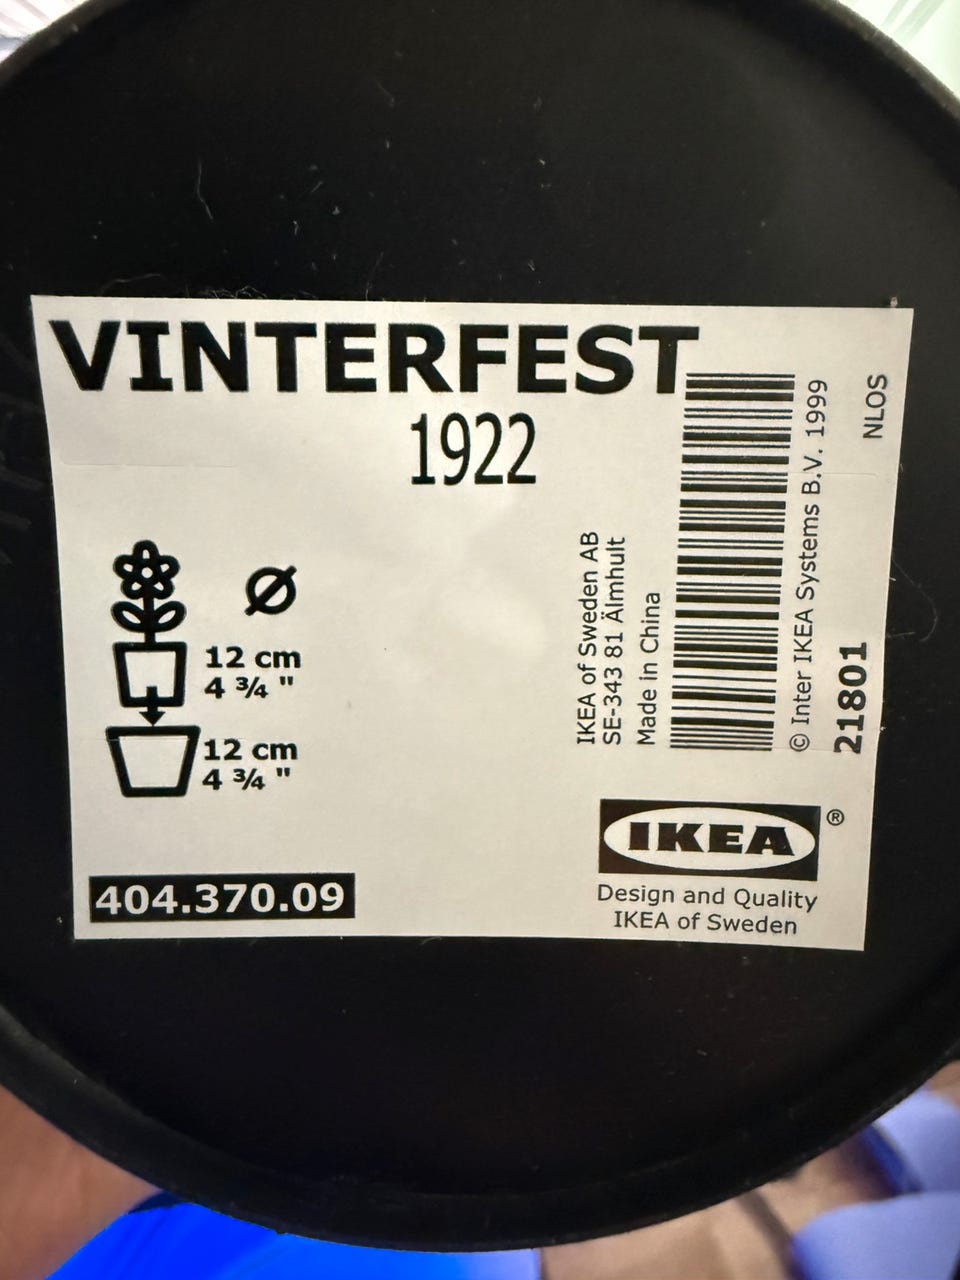 VINTERFEST
1922
Ø
12 cm
4 ¾ "
12 cm
4 ¾ "
404.370.09
IKEA of Sweden AB
SE-343 81 Älmhult
Made in China
© Inter IKEA Systems B.V. 1999
21801
NLOS
IKEA ®
Design and Quality
IKEA of Sweden